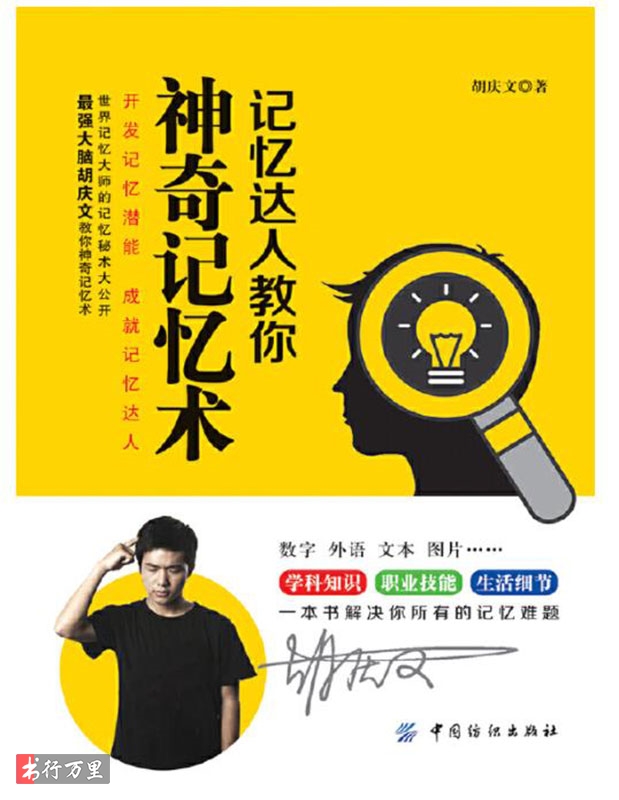 胡庆文◎著
记忆达人教你
神奇记忆术
开发记忆潜能 成就记忆达人
世界记忆大师的记忆秘术大公开
最强大脑胡庆文教你神奇记忆术
数字 外语 文本 图片……
学科知识 职业技能 生活细节
一本书解决你所有的记忆难题
胡庆文
中国纺织出版社
书行万里